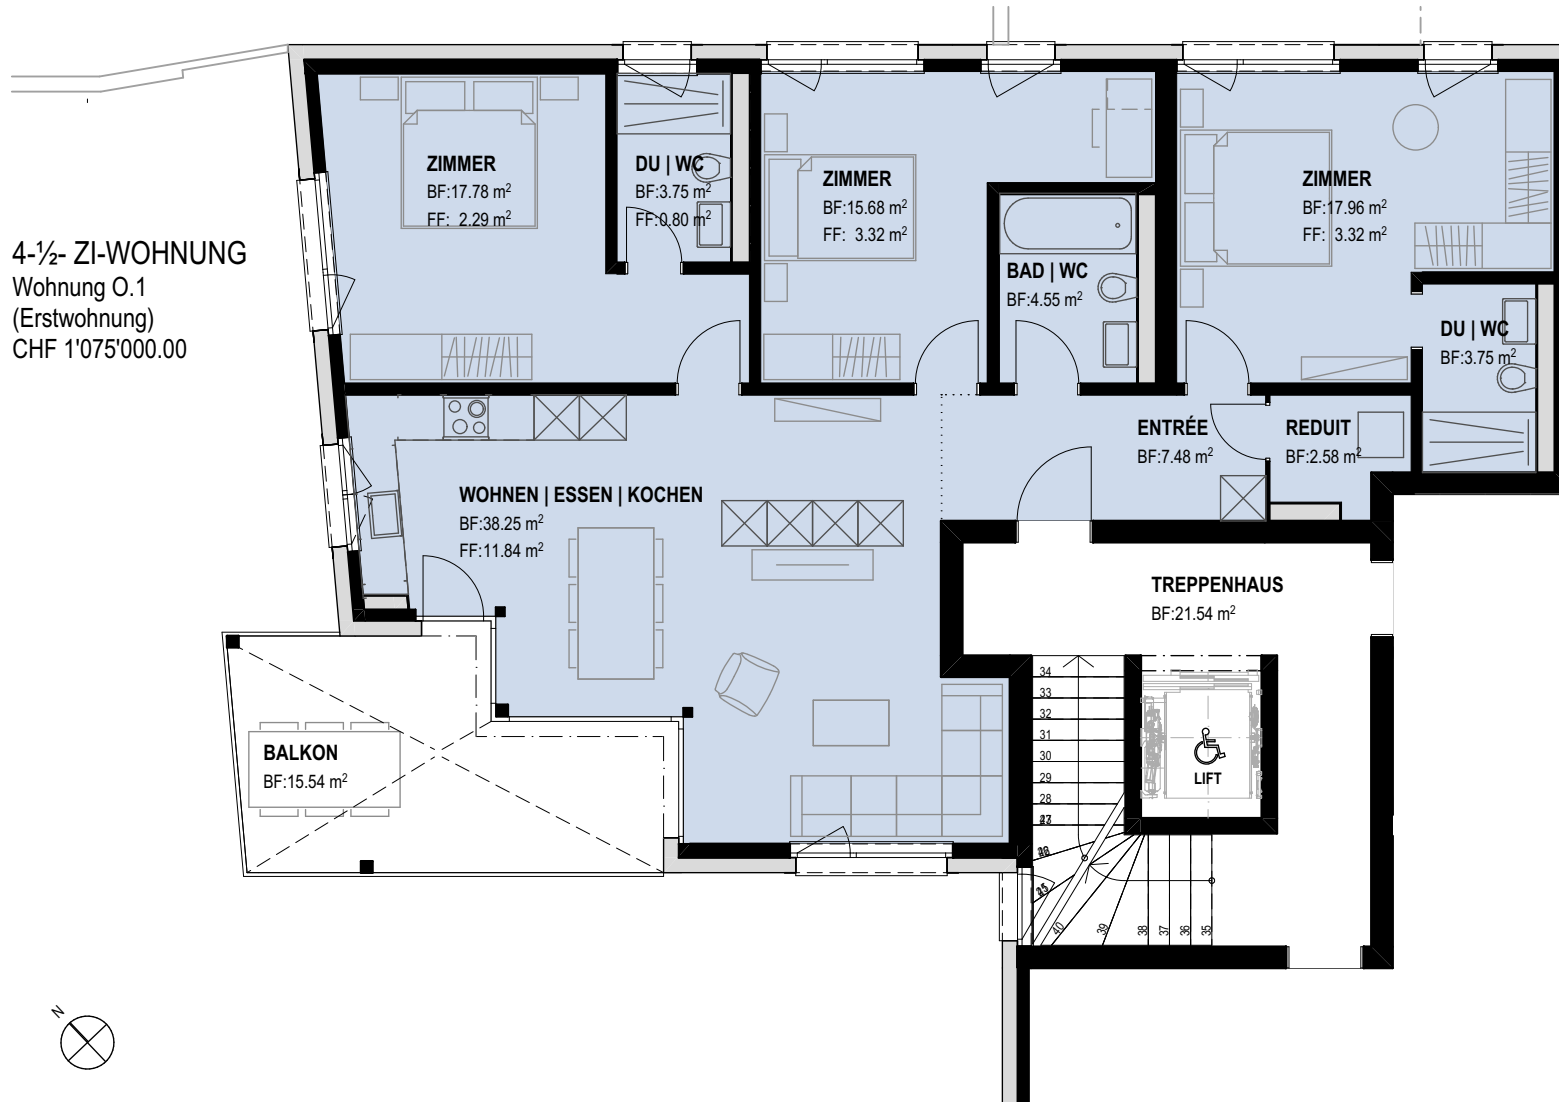 4-½- ZI-WOHNUNG
Wohnung O.1
(Erstwohnung)
CHF 1'075'000.00
ZIMMER
BF:17.78 m²
FF: 2.29 m²
DU | WC
BF:3.75 m²
FF:0.80 m²
ZIMMER
BF:15.68 m²
FF: 3.32 m²
BAD | WC
BF:4.55 m²
ZIMMER
BF:17.96 m²
FF: 3.32 m²
DU | WC
BF:3.75 m²
ENTRÉE
BF:7.48 m²
REDUIT
BF:2.58 m²
WOHNEN | ESSEN | KOCHEN
BF:38.25 m²
FF:11.84 m²
TREPPENHAUS
BF:21.54 m²
BALKON
BF:15.54 m²
LIFT
34
33
32
31
30
29
28
40
39
38
37
36
35
N